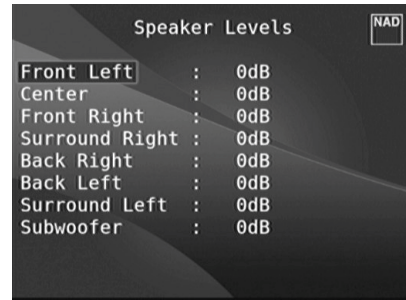 Speaker Levels
NAD
Front Left : 0dB
Center : 0dB
Front Right : 0dB
Surround Right : 0dB
Back Right : 0dB
Back Left : 0dB
Surround Left : 0dB
Subwoofer : 0dB